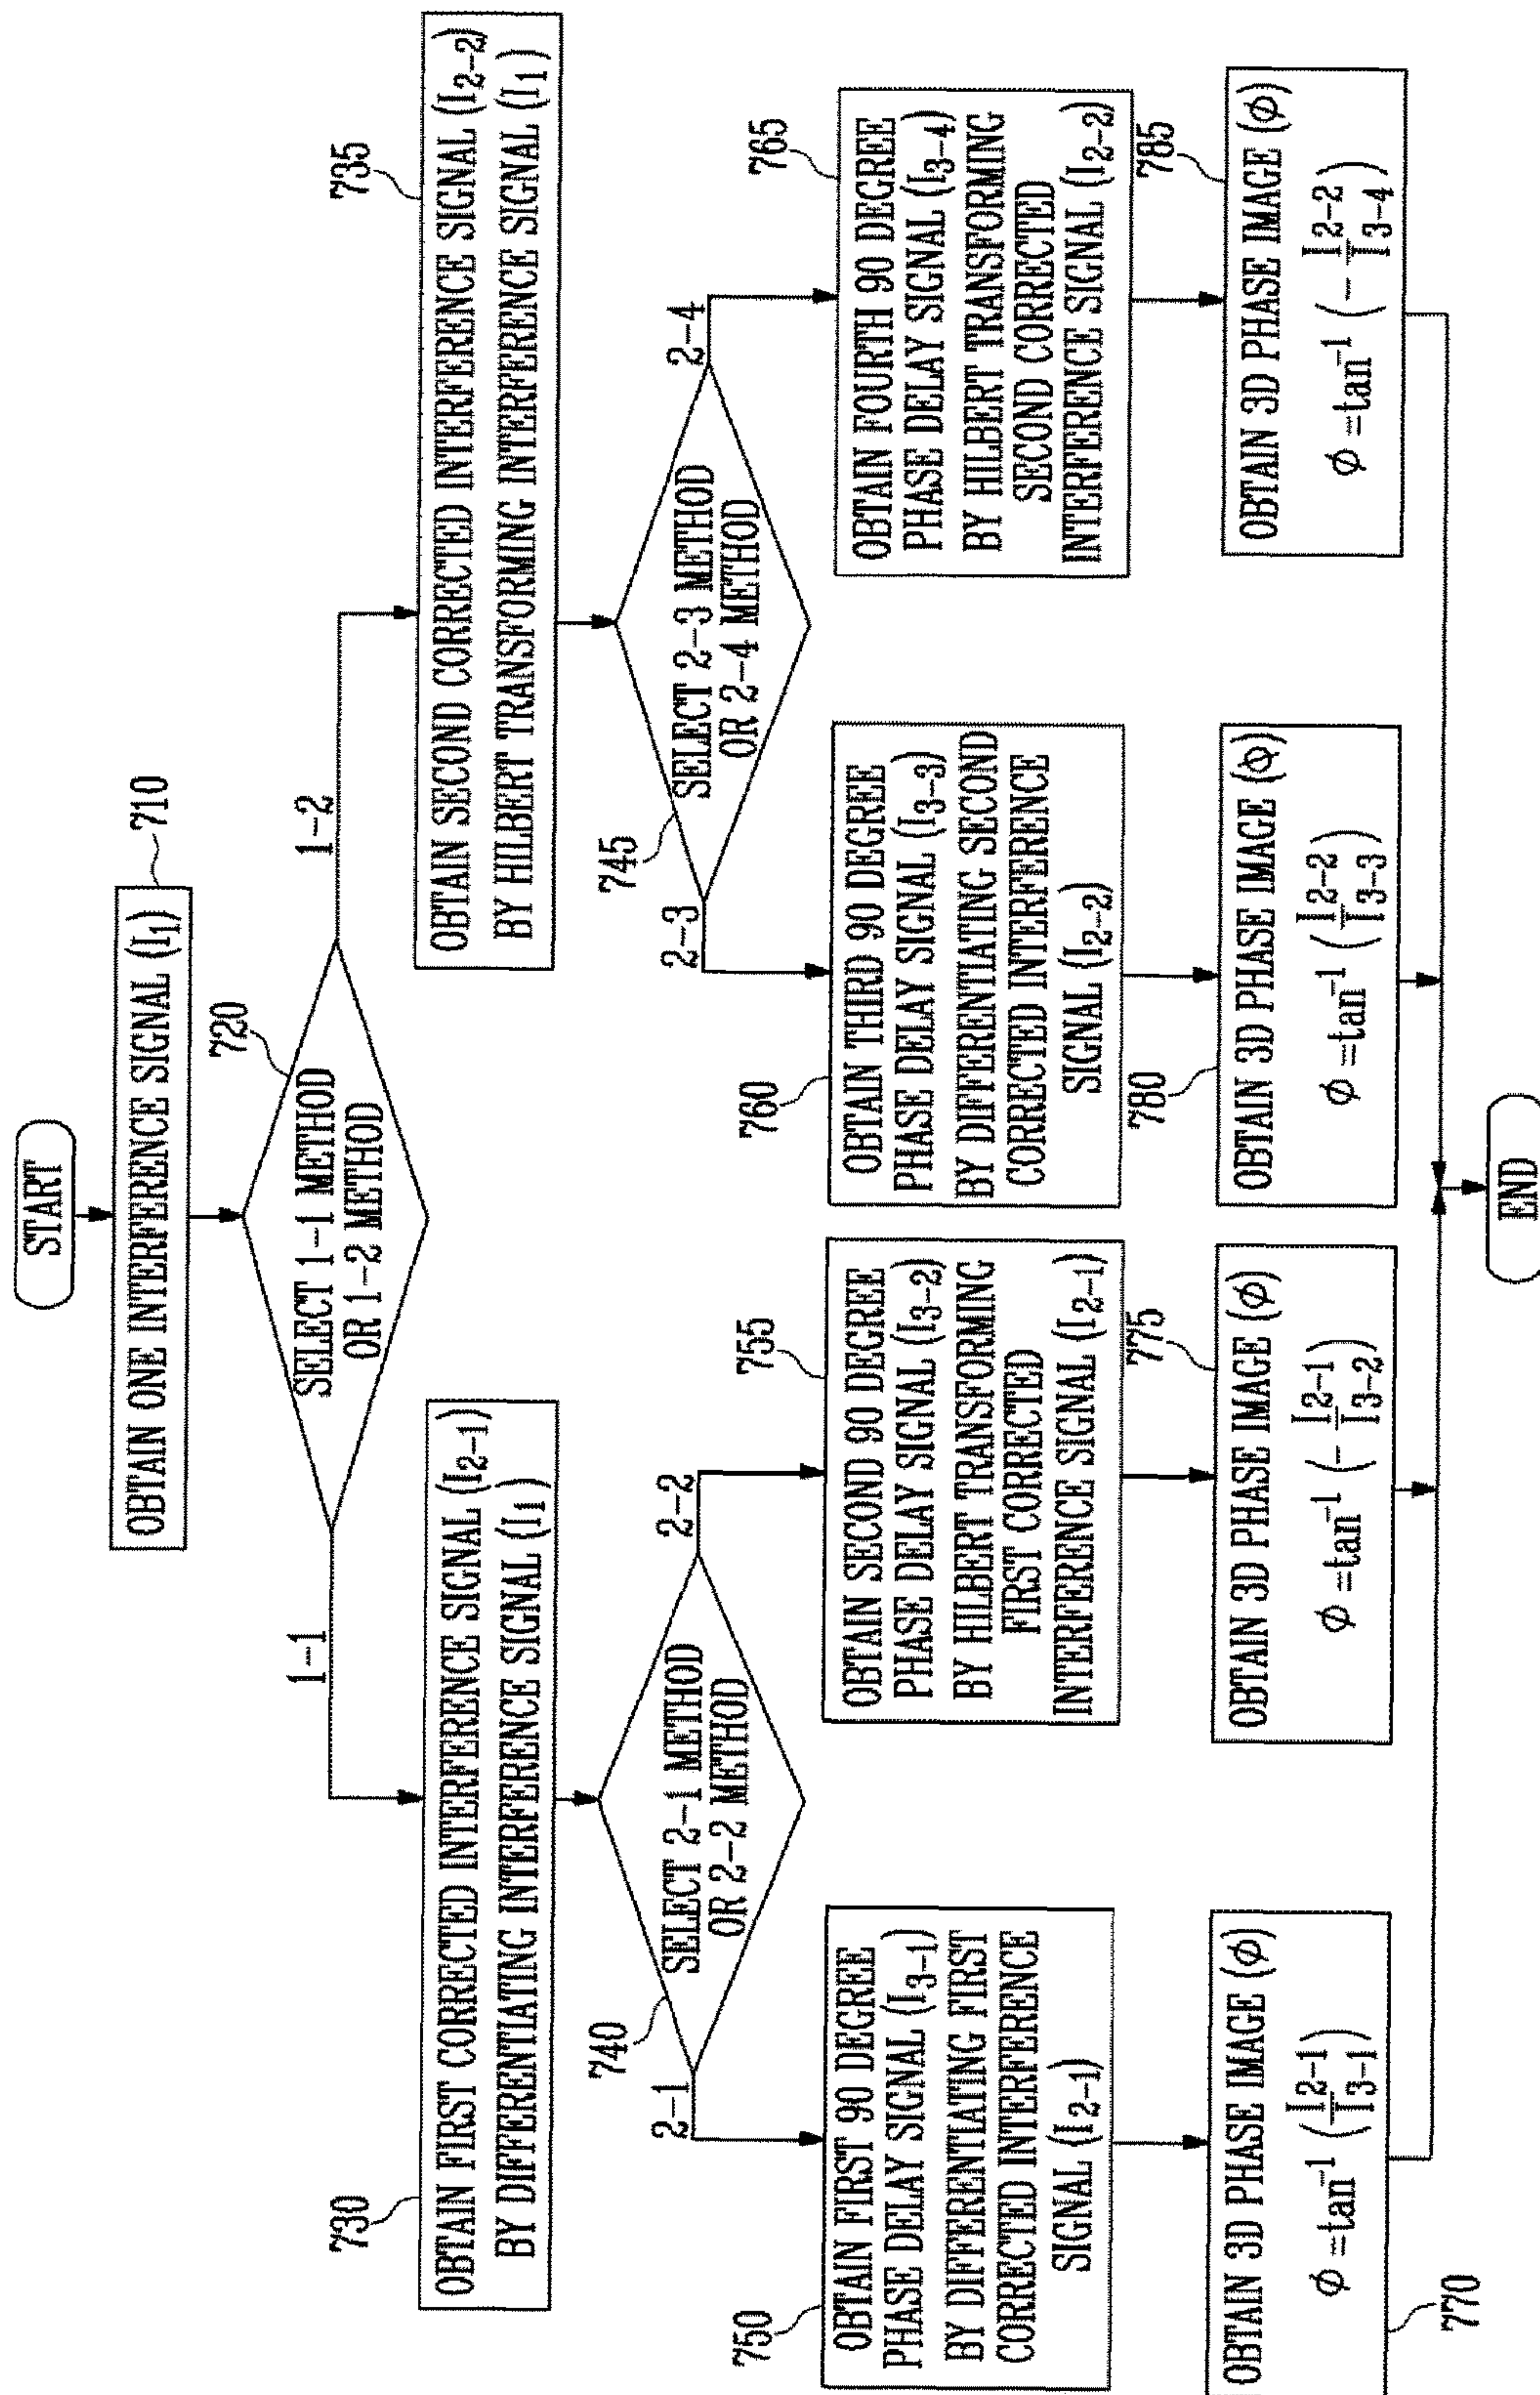 START
OBTAIN ONE INTERFERENCE SIGNAL (I1)
710
720
SELECT 1-1 METHOD
OR 1-2 METHOD
1-1
1-2
730
OBTAIN FIRST CORRECTED INTERFERENCE SIGNAL (I2-1)
BY DIFFERENTIATING INTERFERENCE SIGNAL (I1)
735
OBTAIN SECOND CORRECTED INTERFERENCE SIGNAL (I2-2)
BY HILBERT TRANSFORMING INTERFERENCE SIGNAL (I1)
740
SELECT 2-1 METHOD
OR 2-2 METHOD
2-1
2-2
745
SELECT 2-3 METHOD
OR 2-4 METHOD
2-3
2-4
750
OBTAIN FIRST 90 DEGREE
PHASE DELAY SIGNAL (I3-1)
BY DIFFERENTIATING FIRST
CORRECTED INTERFERENCE
SIGNAL (I2-1)
755
OBTAIN SECOND 90 DEGREE
PHASE DELAY SIGNAL (I3-2)
BY HILBERT TRANSFORMING
FIRST CORRECTED
INTERFERENCE SIGNAL (I2-1)
760
OBTAIN THIRD 90 DEGREE
PHASE DELAY SIGNAL (I3-3)
BY DIFFERENTIATING SECOND
CORRECTED INTERFERENCE
SIGNAL (I2-2)
765
OBTAIN FOURTH 90 DEGREE
PHASE DELAY SIGNAL (I3-4)
BY HILBERT TRANSFORMING
SECOND CORRECTED
INTERFERENCE SIGNAL (I2-2)
OBTAIN 3D PHASE IMAGE (ϕ)
ϕ =tan-1 (I2-1/I3-1)
770
775
OBTAIN 3D PHASE IMAGE (ϕ)
ϕ =tan-1 (- I2-1/I3-2)
780
OBTAIN 3D PHASE IMAGE (ϕ)
ϕ =tan-1 (I2-2/I3-3)
785
OBTAIN 3D PHASE IMAGE (ϕ)
ϕ =tan-1 (- I2-2/I3-4)
END